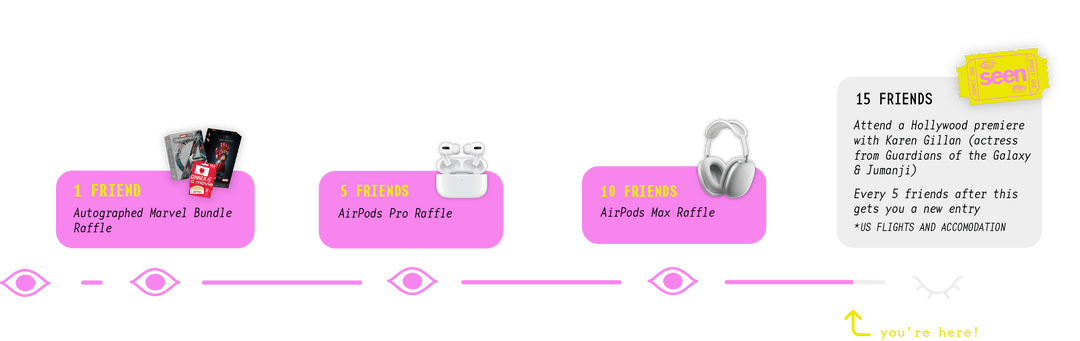 1 FRIEND
Autographed Marvel Bundle
Raffle
5 FRIENDS
AirPods Pro Raffle
10 FRIENDS
AirPods Max Raffle
seen
15 FRIENDS
Attend a Hollywood premiere
with Karen Gillan (actress
from Guardians of the Galaxy
& Jumanji)
Every 5 friends after this
gets you a new entry
*US FLIGHTS AND ACCOMODATION
you're here!